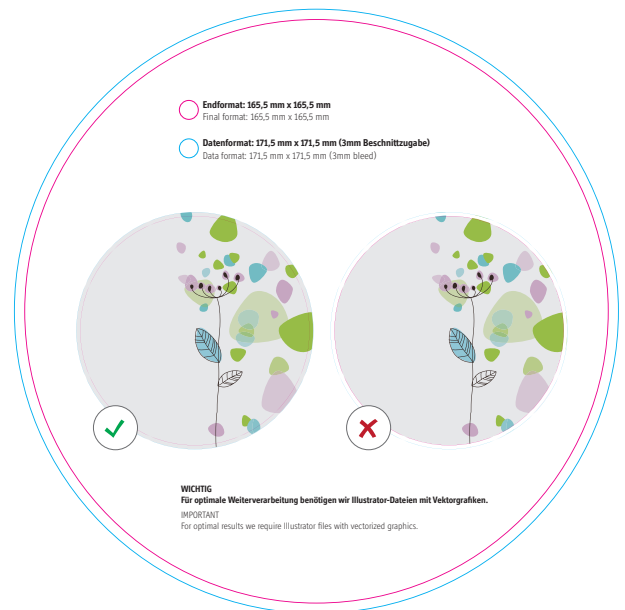 Endformat: 165,5 mm x 165,5 mm
Final format: 165,5 mm x 165,5 mm
Datenformat: 171,5 mm x 171,5 mm (3mm Beschnittzugabe)
Data format: 171,5 mm x 171,5 mm (3mm bleed)
WICHTIG
Für optimale Weiterverarbeitung benötigen wir Illustrator-Dateien mit Vektorgrafiken.
IMPORTANT
For optimal results we require Illustrator files with vectorized graphics.